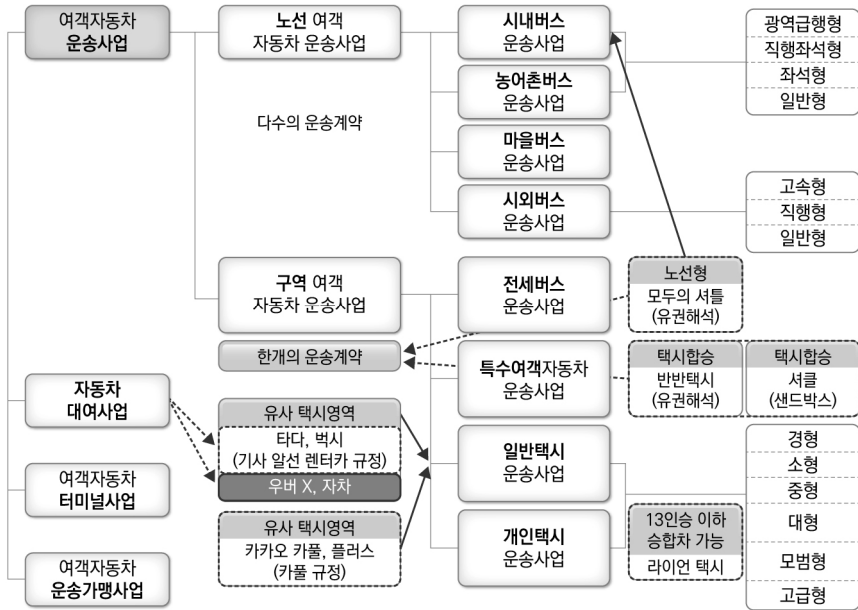 여객자동차
운송사업
노선 여객
자동차 운송사업
다수의 운송계약
시내버스
운송사업
농어촌버스
운송사업
마을버스
운송사업
시외버스
운송사업
광역급행형
직행좌석형
좌석형
일반형
고속형
직행형
일반형
구역 여객
자동차 운송사업
한개의 운송계약
전세버스
운송사업
노선형
모두의 셔틀
(유권해석)
특수여객자동차
운송사업
택시합승
반반택시
(유권해석)
택시합승
셔클
(샌드박스)
자동차
대여사업
유사 택시영역
타다, 벅시
(기사 알선 렌터카 규정)
우버 X, 자차
일반택시
운송사업
여객자동차
터미널사업
유사 택시영역
카카오 카풀, 플러스
(카풀 규정)
개인택시
운송사업
13인승 이하
승합차 가능
라이언 택시
경형
소형
중형
대형
모범형
고급형
여객자동차
운송가맹사업